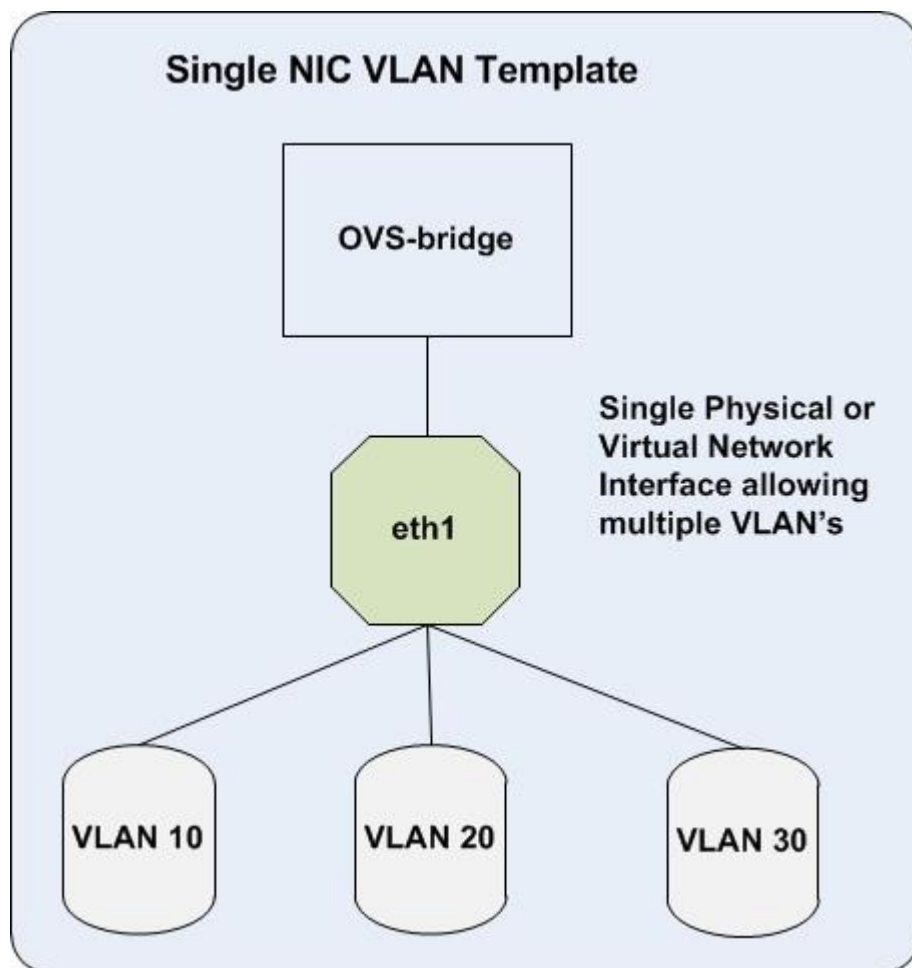 Single NIC VLAN Template
OVS-bridge
Single Physical or
Virtual Network
Interface allowing
multiple VLAN's
eth1
VLAN 10
VLAN 20
VLAN 30